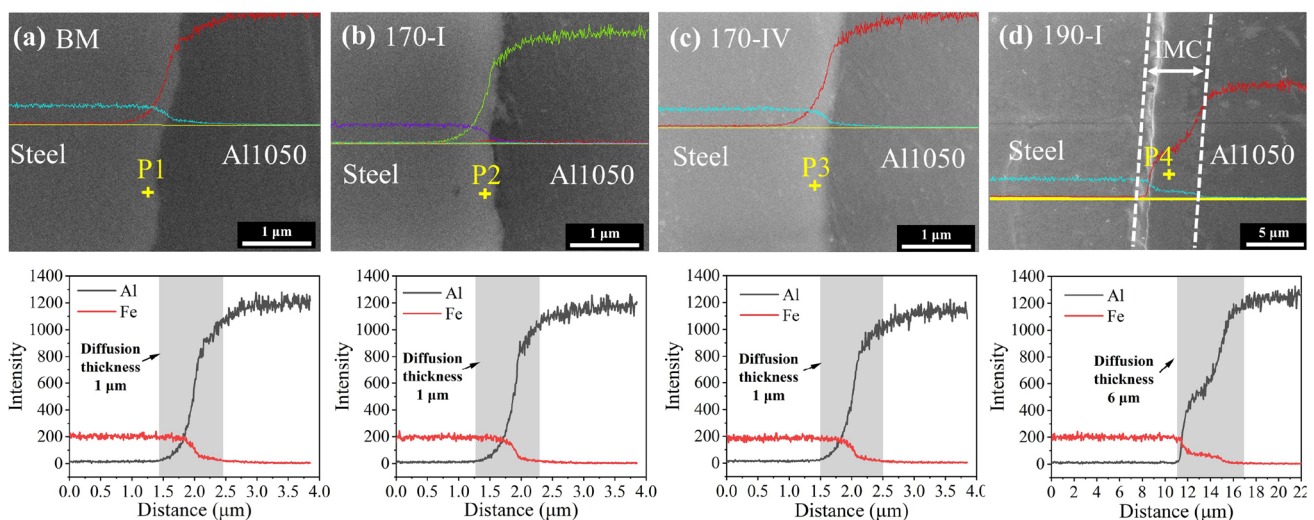 (a) BM
Steel
P1
Al1050
1 μm
(b) 170-I
Steel
P2
Al1050
1 μm
(c) 170-IV
Steel
P3
Al1050
1 μm
(d) 190-I
IMC
Steel
P4
Al1050
5 μm
1400
1200
1000
800
600
400
200
0
Intensity
Al
Fe
Diffusion
thickness
1 μm
0.0 0.5 1.0 1.5 2.0 2.5 3.0 3.5 4.0
Distance (μm)
1400
1200
1000
800
600
400
200
0
Intensity
Al
Fe
Diffusion
thickness
1 μm
0.0 0.5 1.0 1.5 2.0 2.5 3.0 3.5 4.0
Distance (μm)
1400
1200
1000
800
600
400
200
0
Intensity
Al
Fe
Diffusion
thickness
1 μm
0.0 0.5 1.0 1.5 2.0 2.5 3.0 3.5 4.0
Distance (μm)
1400
1200
1000
800
600
400
200
0
Intensity
Al
Fe
Diffusion
thickness
6 μm
0 2 4 6 8 10 12 14 16 18 20 22
Distance (μm)